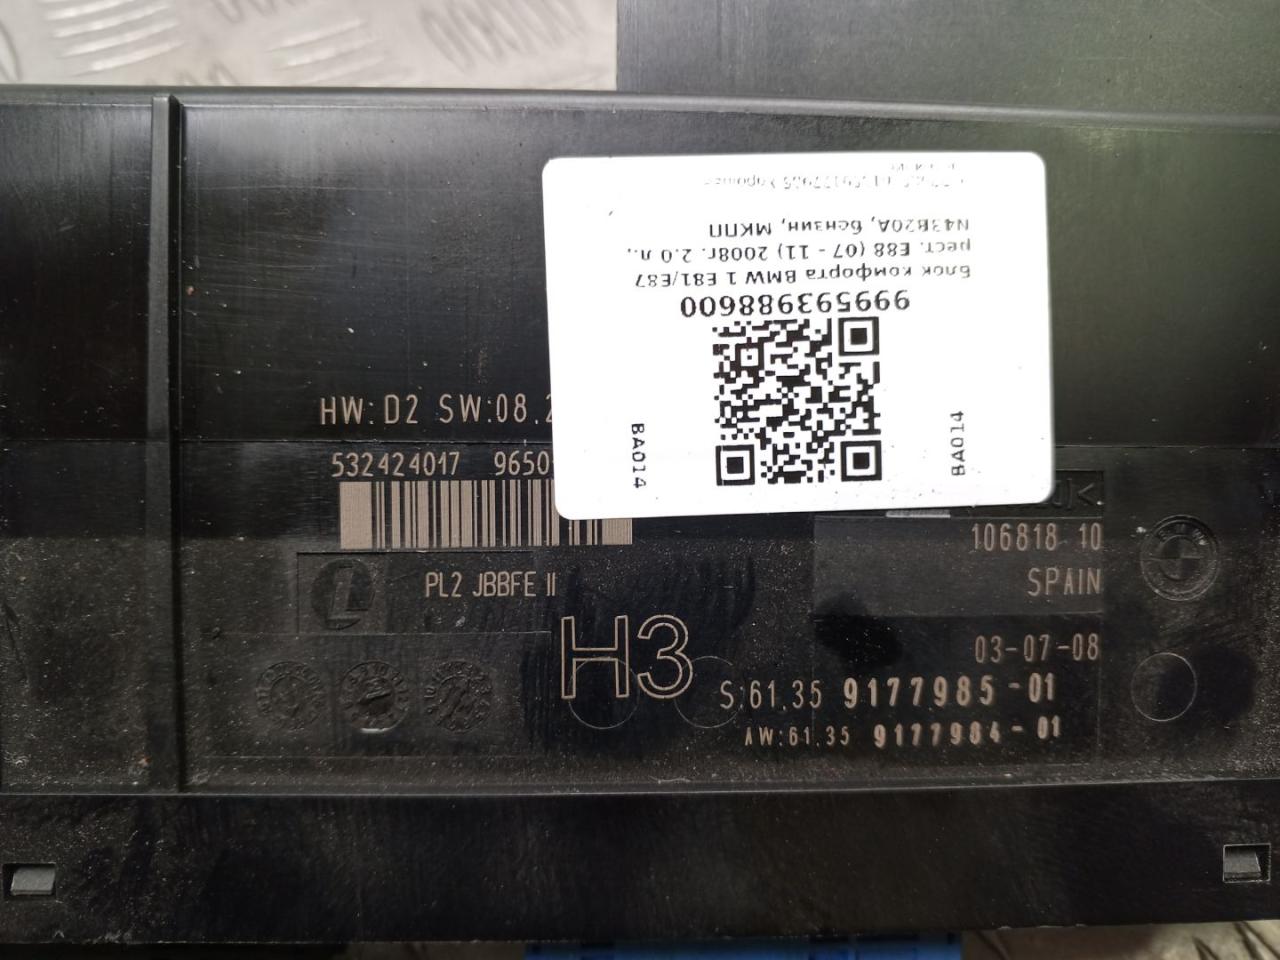 999593988600
Блок комфорта BMW 1 E81/E87
рест. E88 (07 - 11) 2008г. 2.0 л.,
N43B20A, бензин, МКПП
BA014
BA014
HW: D2 SW:08.
532424017 9650
106818 10
PL2 JBBFE II
SPAIN
H3
03-07-08
S:61.35 9177985-01
AW:61.35 9177984-01